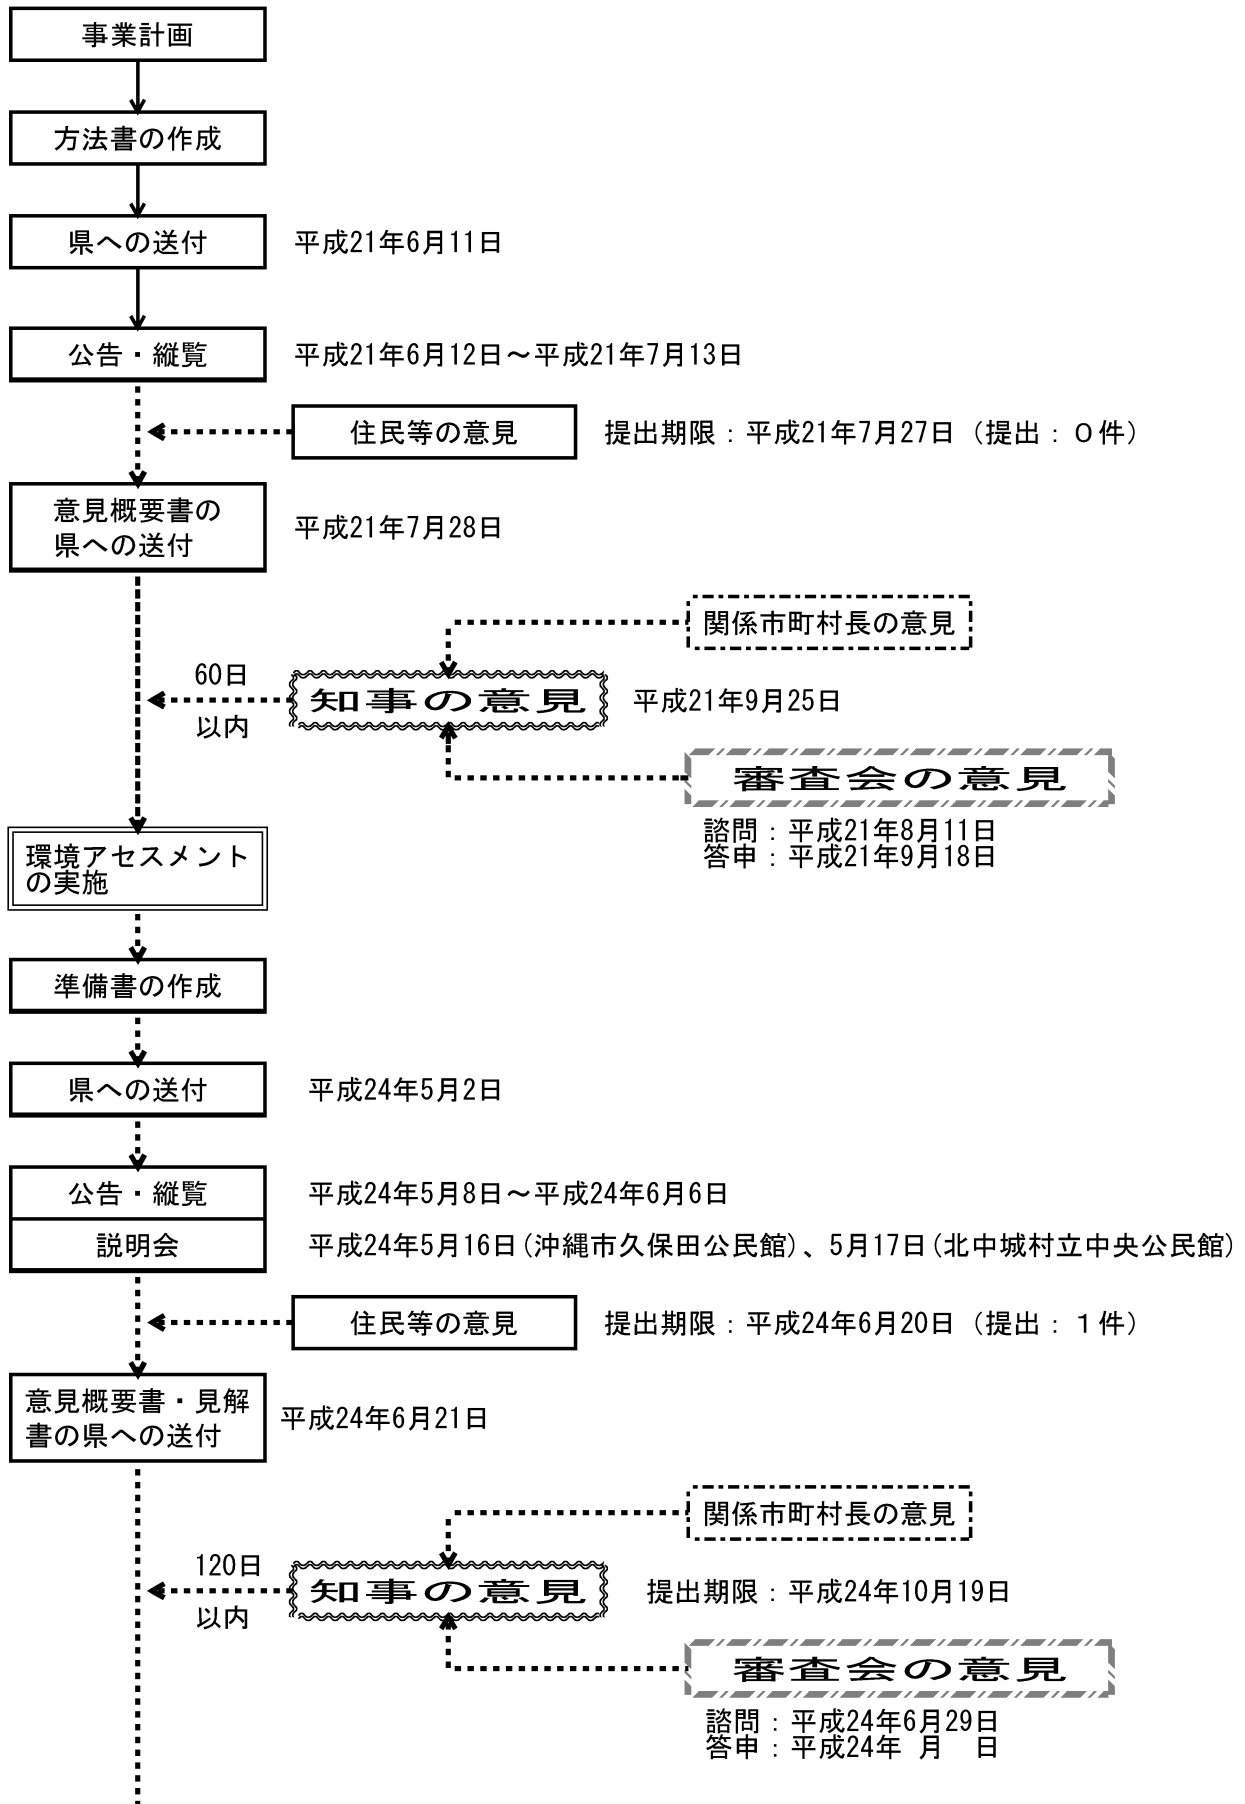 事業計画
方法書の作成
県への送付 平成21年6月11日
公告・縦覧 平成21年6月12日～平成21年7月13日
住民等の意見 提出期限：平成21年7月27日（提出：０件）
意見概要書の
県への送付
平成21年7月28日
関係市町村長の意見
60日
以内
知事の意見 平成21年9月25日
審査会の意見
諮問：平成21年8月11日
答申：平成21年9月18日
環境アセスメント
の実施
準備書の作成
県への送付 平成24年5月2日
公告・縦覧 平成24年5月8日～平成24年6月6日
説明会 平成24年5月16日(沖縄市久保田公民館)、5月17日(北中城村立中央公民館)
住民等の意見 提出期限：平成24年6月20日（提出：１件）
意見概要書・見解
書の県への送付
平成24年6月21日
関係市町村長の意見
120日
以内
知事の意見 提出期限：平成24年10月19日
審査会の意見
諮問：平成24年6月29日
答申：平成24年　月　日